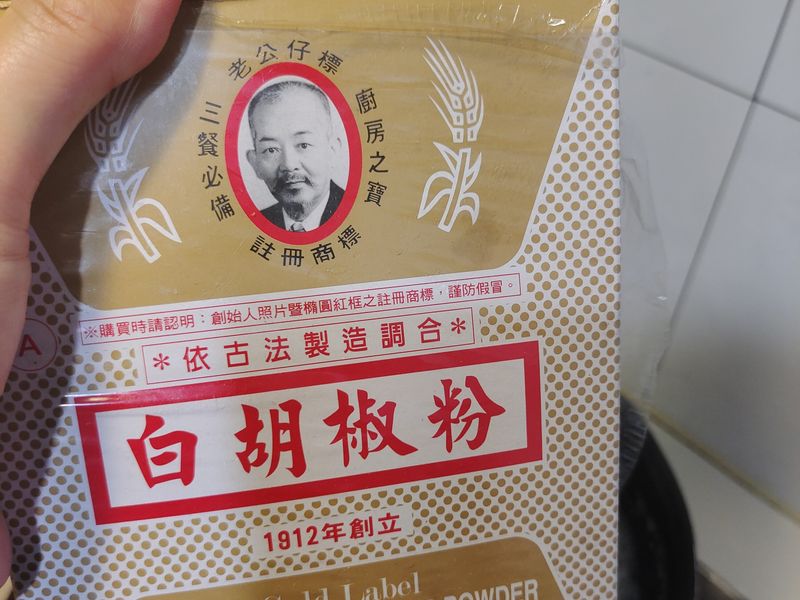 老公仔標
三餐必備
廚房之寶
註冊商標
※購買時請認明：創始人照片暨橢圓紅框之註冊商標，謹防假冒。
A
＊依古法製造調合＊
白胡椒粉
1912年創立
Gold Label
POWDER